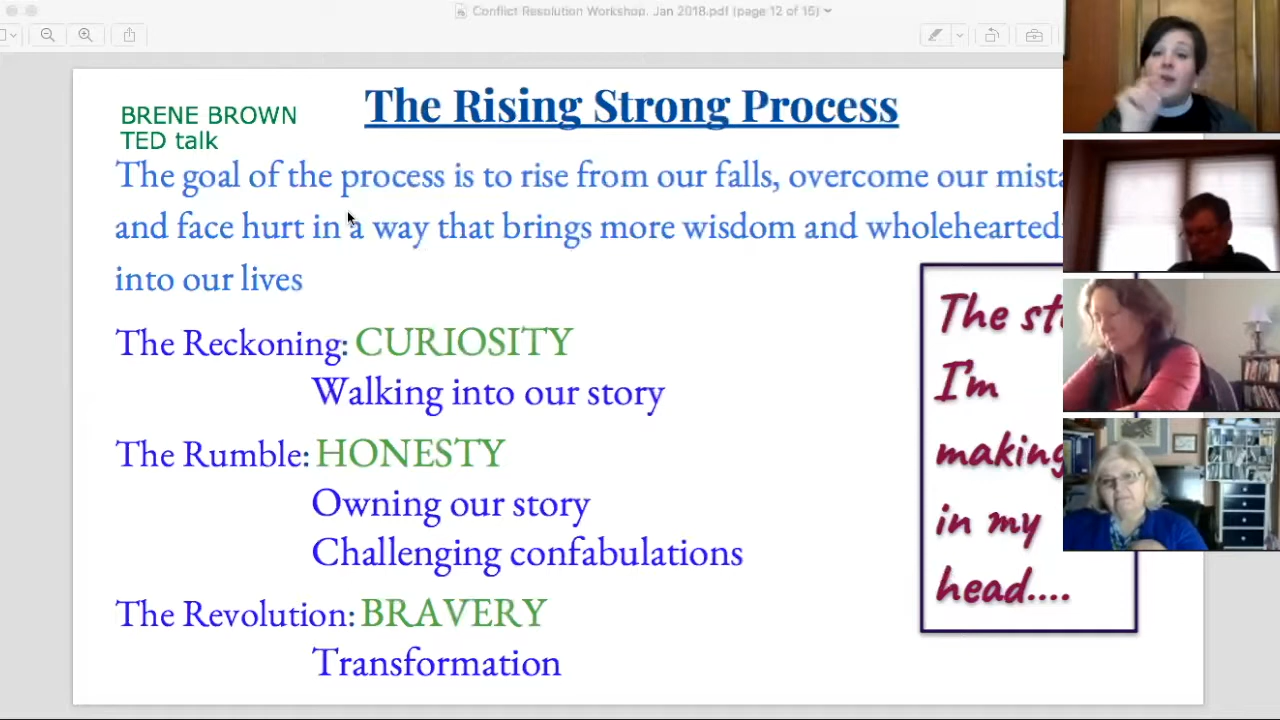 Conflict Resolution Workshop. Jan 2018.pdf (page 12 of 15)
BRENE BROWN
TED talk
The Rising Strong Process
The goal of the process is to rise from our falls, overcome our
and face hurt in a way that brings more wisdom and
into our lives
The Reckoning: CURIOSITY
Walking into our story
The Rumble: HONESTY
Owning our story
Challenging confabulations
The Revolution: BRAVERY
Transformation
The
I'm
making
in my
head....